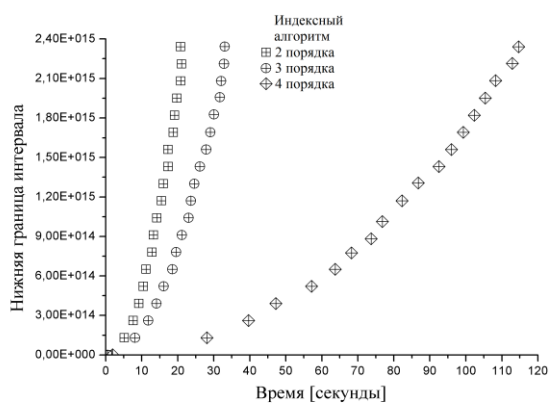 Индексный
алгоритм
2 порядка
3 порядка
4 порядка
Нижняя граница интервала
2,40E+015
2,10E+015
1,80E+015
1,50E+015
1,20E+015
9,00E+014
6,00E+014
3,00E+014
0,00E+000
0 10 20 30 40 50 60 70 80 90 100 110 120
Время [секунды]